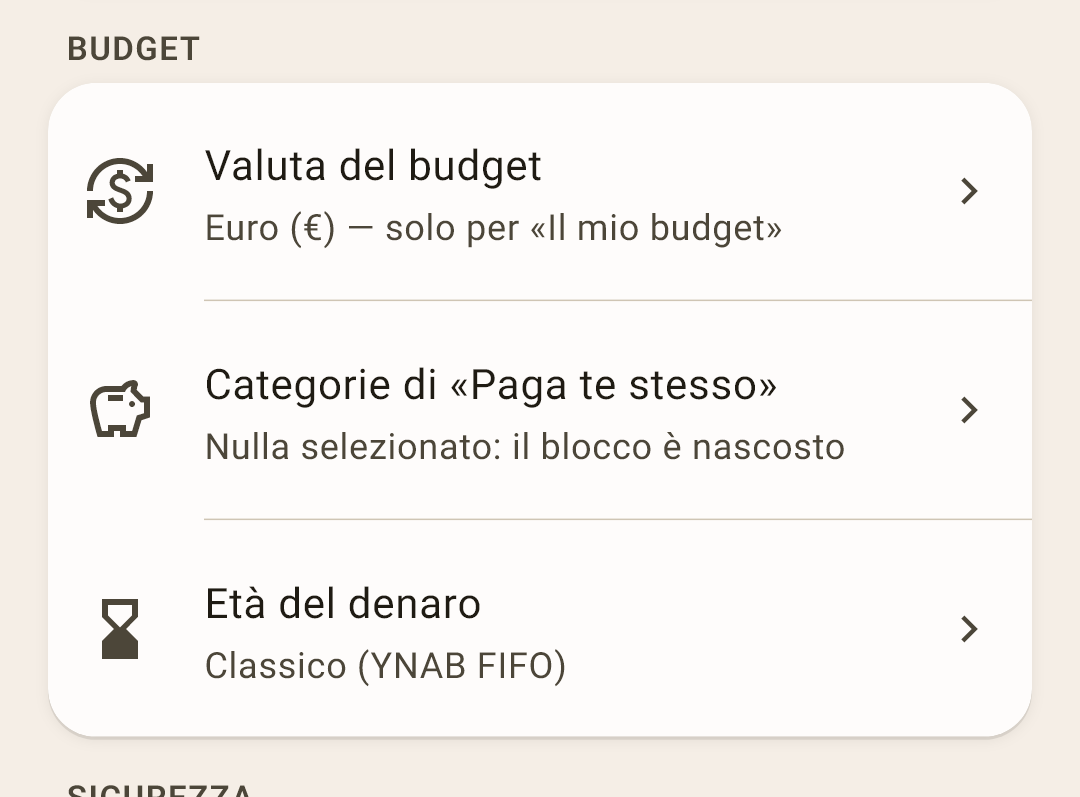 BUDGET
Valuta del budget
Euro (€) — solo per «Il mio budget»
Categorie di «Paga te stesso»
Nulla selezionato: il blocco è nascosto
Età del denaro
Classico (YNAB FIFO)
SICUREZZA